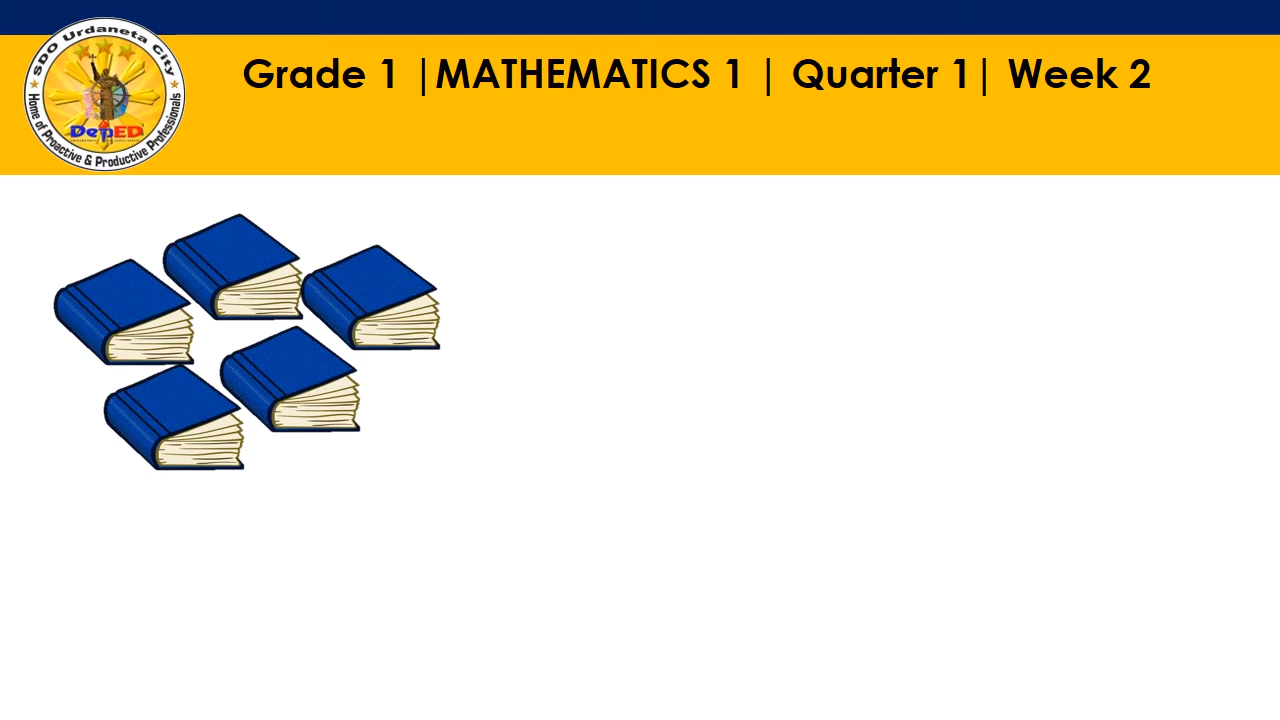 SDO Urdaneta City
DepED
Home of Proactive & Productive Professionals
Grade 1 |MATHEMATICS 1 | Quarter 1| Week 2